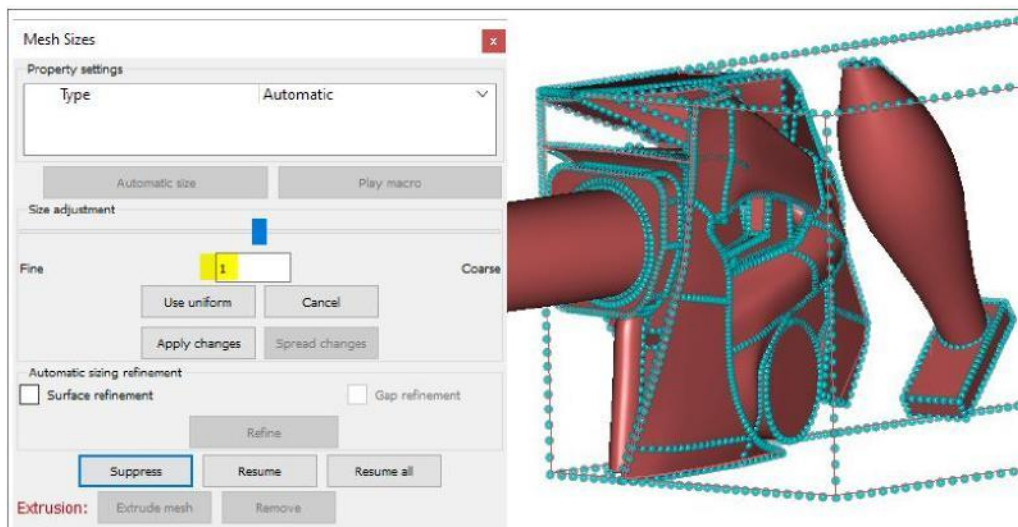 Mesh Sizes
x
Property settings
Type Automatic
Automatic size Play macro
Size adjustment
Fine 1 Coarse
Use uniform Cancel
Apply changes Spread changes
Automatic sizing refinement
Surface refinement Gap refinement
Refine
Suppress Resume Resume all
Extrusion: Extrude mesh Remove